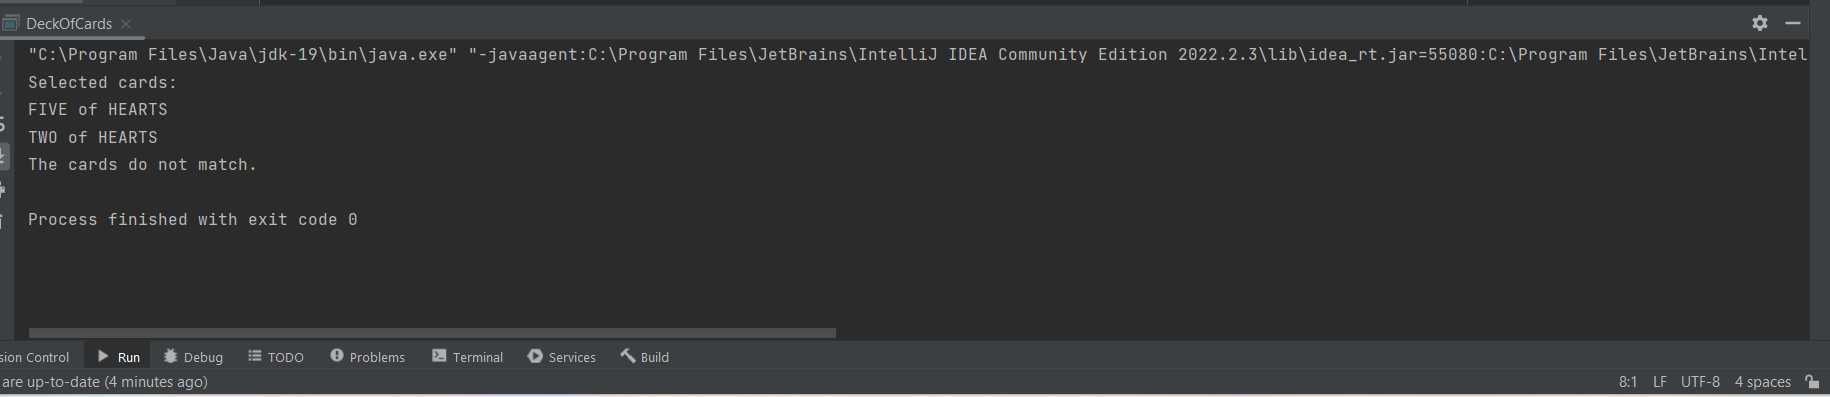 DeckOfCards
"C:\Program Files\Java\jdk-19\bin\java.exe" "-javaagent:C:\Program Files\JetBrains\IntelliJ IDEA Community Edition 2022.2.3\lib\idea_rt.jar=55080:C:\Program Files\JetBrains\Intel
Selected cards:
FIVE of HEARTS
TWO of HEARTS
The cards do not match.
Process finished with exit code 0
sion Control Run Debug TODO Problems Terminal Services Build
are up-to-date (4 minutes ago) 8:1 LF UTF-8 4 spaces